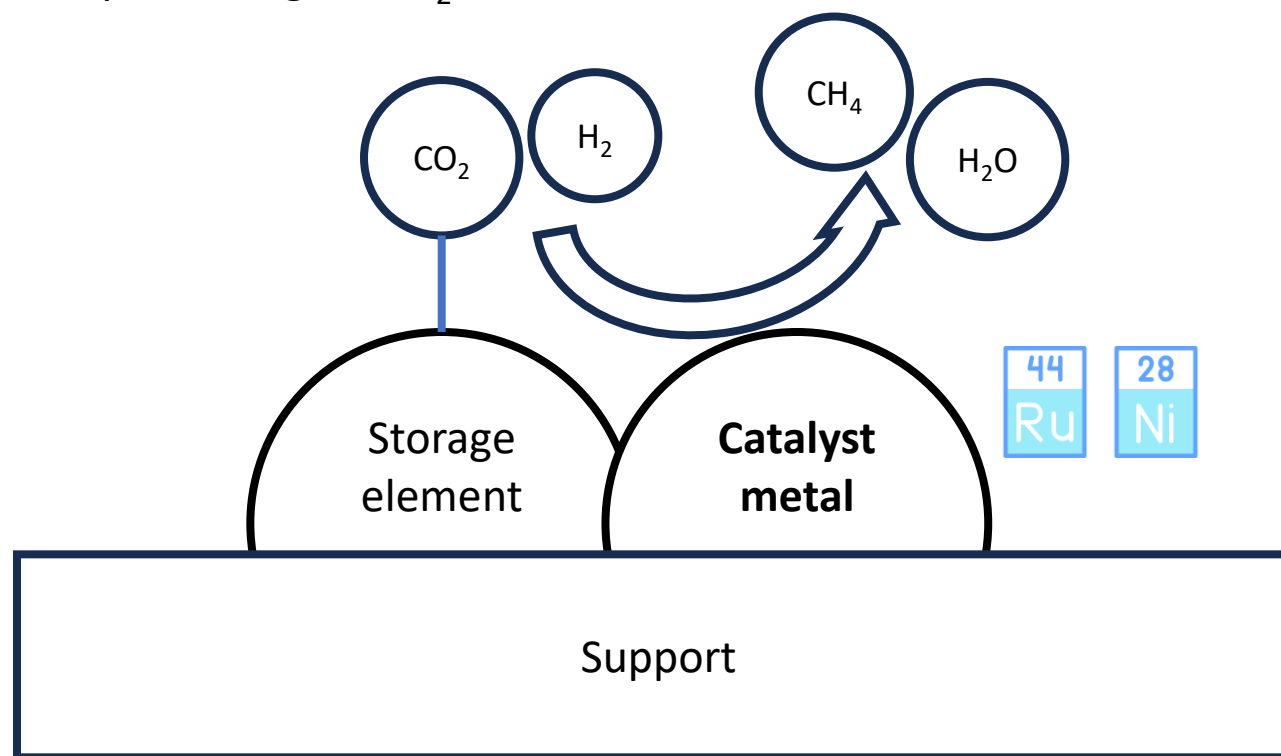 CO₂
H₂
CH₄
H₂O
44
Ru
28
Ni
Storage
element
Catalyst
metal
Support